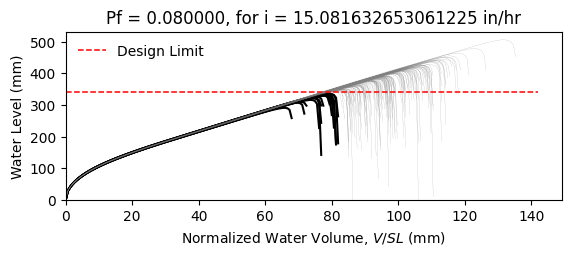 Pf = 0.080000, for i = 15.081632653061225 in/hr
Design Limit
Water Level (mm)
500
400
300
200
100
0
0 20 40 60 80 100 120 140
Normalized Water Volume, V/SL (mm)